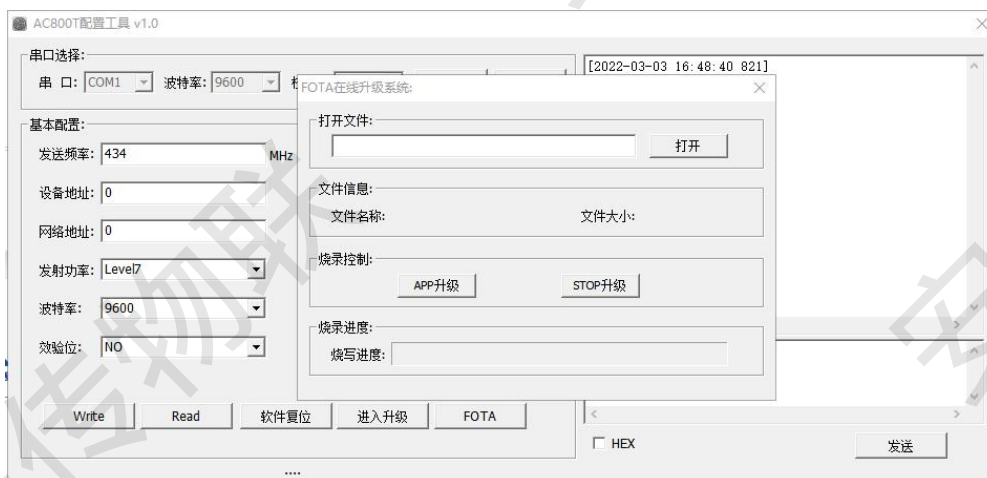 AC800T配置工具 v1.0
串口选择:
串 口: COM1 波特率: 9600
[2022-03-03 16:48:40 821]
FOTA在线升级系统:
基本配置:
打开文件:
打开
发送频率: 434 MHz
设备地址: 0
文件信息:
文件名称: 文件大小:
网络地址: 0
烧录控制:
发射功率: Level7
APP升级 STOP升级
波特率: 9600
烧录进度:
效验位: NO
烧写进度:
Write Read 软件复位 进入升级 FOTA
HEX 发送
....
传物联
安